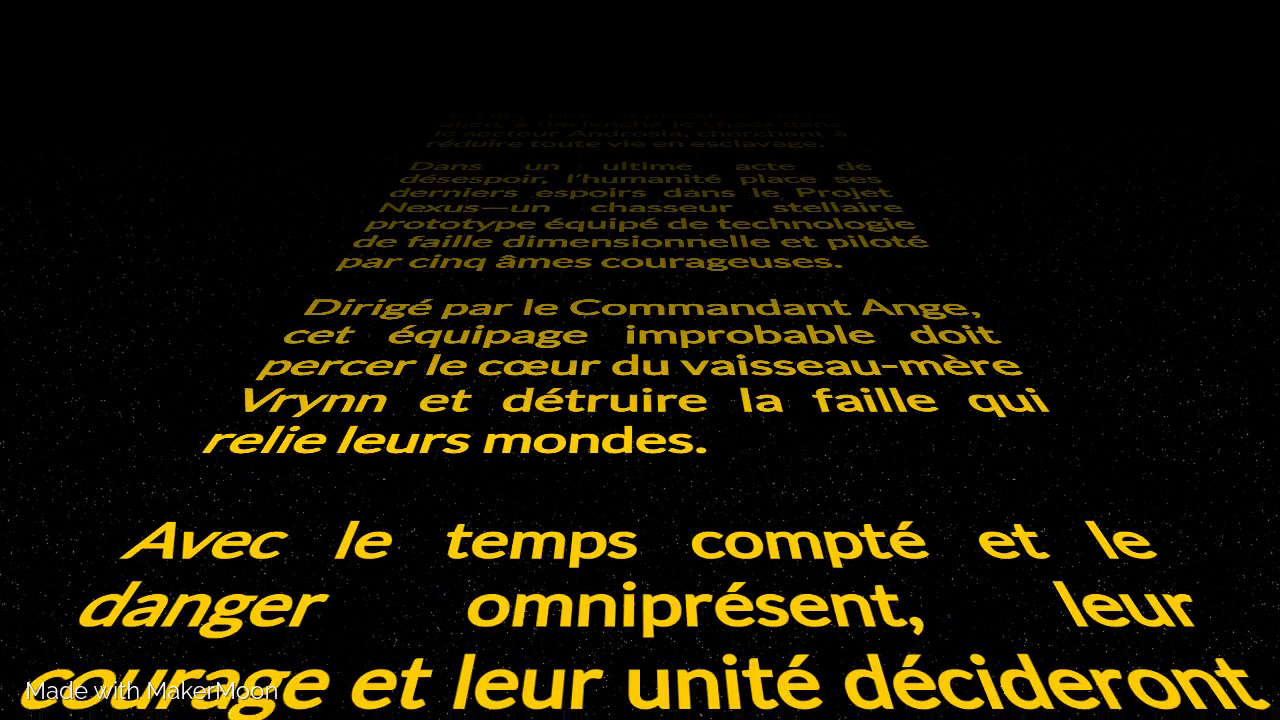 le secteur Androsia, cherchant à
réduire toute vie en esclavage.
Dans un ultime acte de
désespoir, l'humanité place ses
derniers espoirs dans le Projet
Nexus—un chasseur stellaire
prototype équipé de technologie
de faille dimensionnelle et piloté
par cinq âmes courageuses.
Dirigé par le Commandant Ange,
cet équipage improbable doit
percer le cœur du vaisseau-mère
Vrynn et détruire la faille qui
relie leurs mondes.
Avec le temps compté et le
danger omniprésent, leur
courage et leur unité décideront
Made with MakerMoon